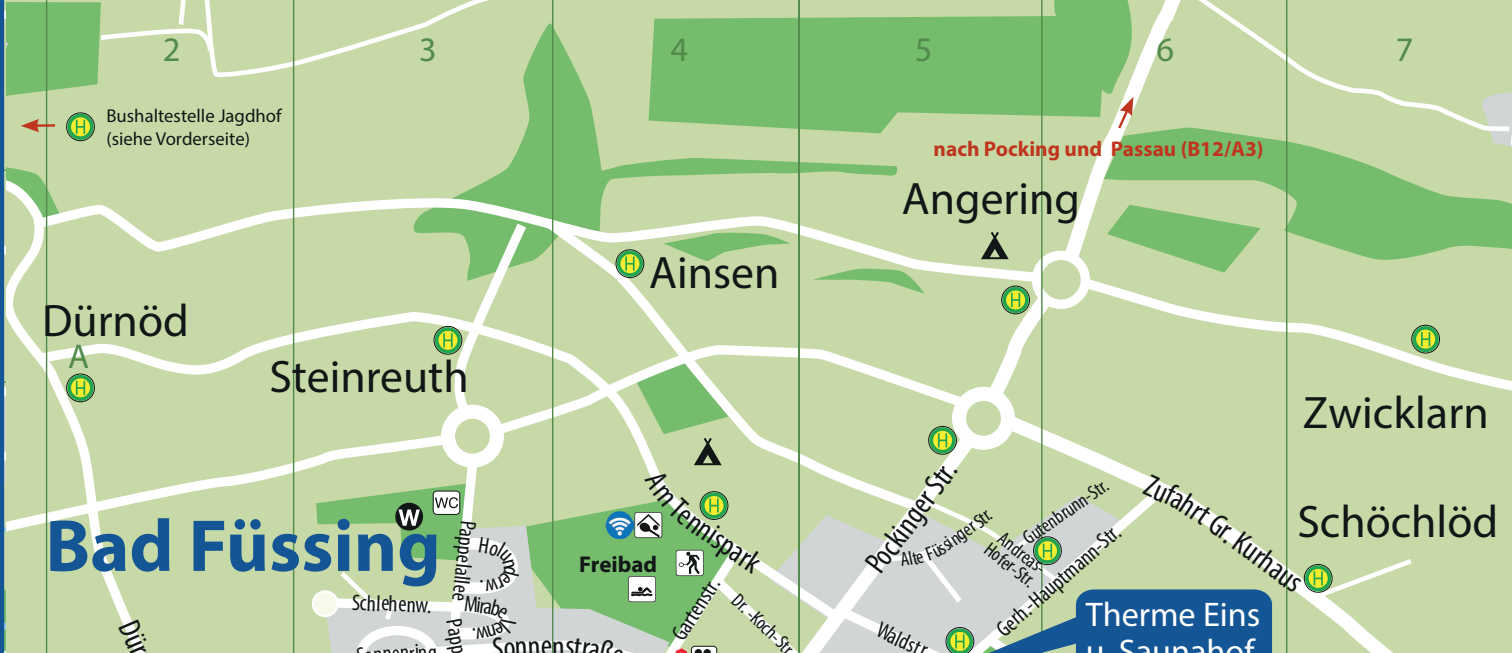 2
3
4
5
6
7
H
Bushaltestelle Jagdhof
(siehe Vorderseite)
nach Pocking und Passau (B12/A3)
Angering
H
Ainsen
H
Dürnöd
A
H
H
Steinreuth
H
Zwicklarn
H
W
WC
Bad Füssing
Pappelallee
Holunderw.
Schlehenw.
Mirabellenw.
Sonnenring
Papp
Sonnenstraße
Freibad
Am Tennispark
H
Gartenstr.
Dr.-Koch-Str
Waldstr
Pockinger Str.
Alte Füssinger Str.
Andreas-
Hofer-Str.
Gutenbrunn-Str.
H
Gerh.-Hauptmann-Str.
H
Zufahrt Gr. Kurhaus
Schöchlöd
H
Therme Eins
u. Saunahof
Dür